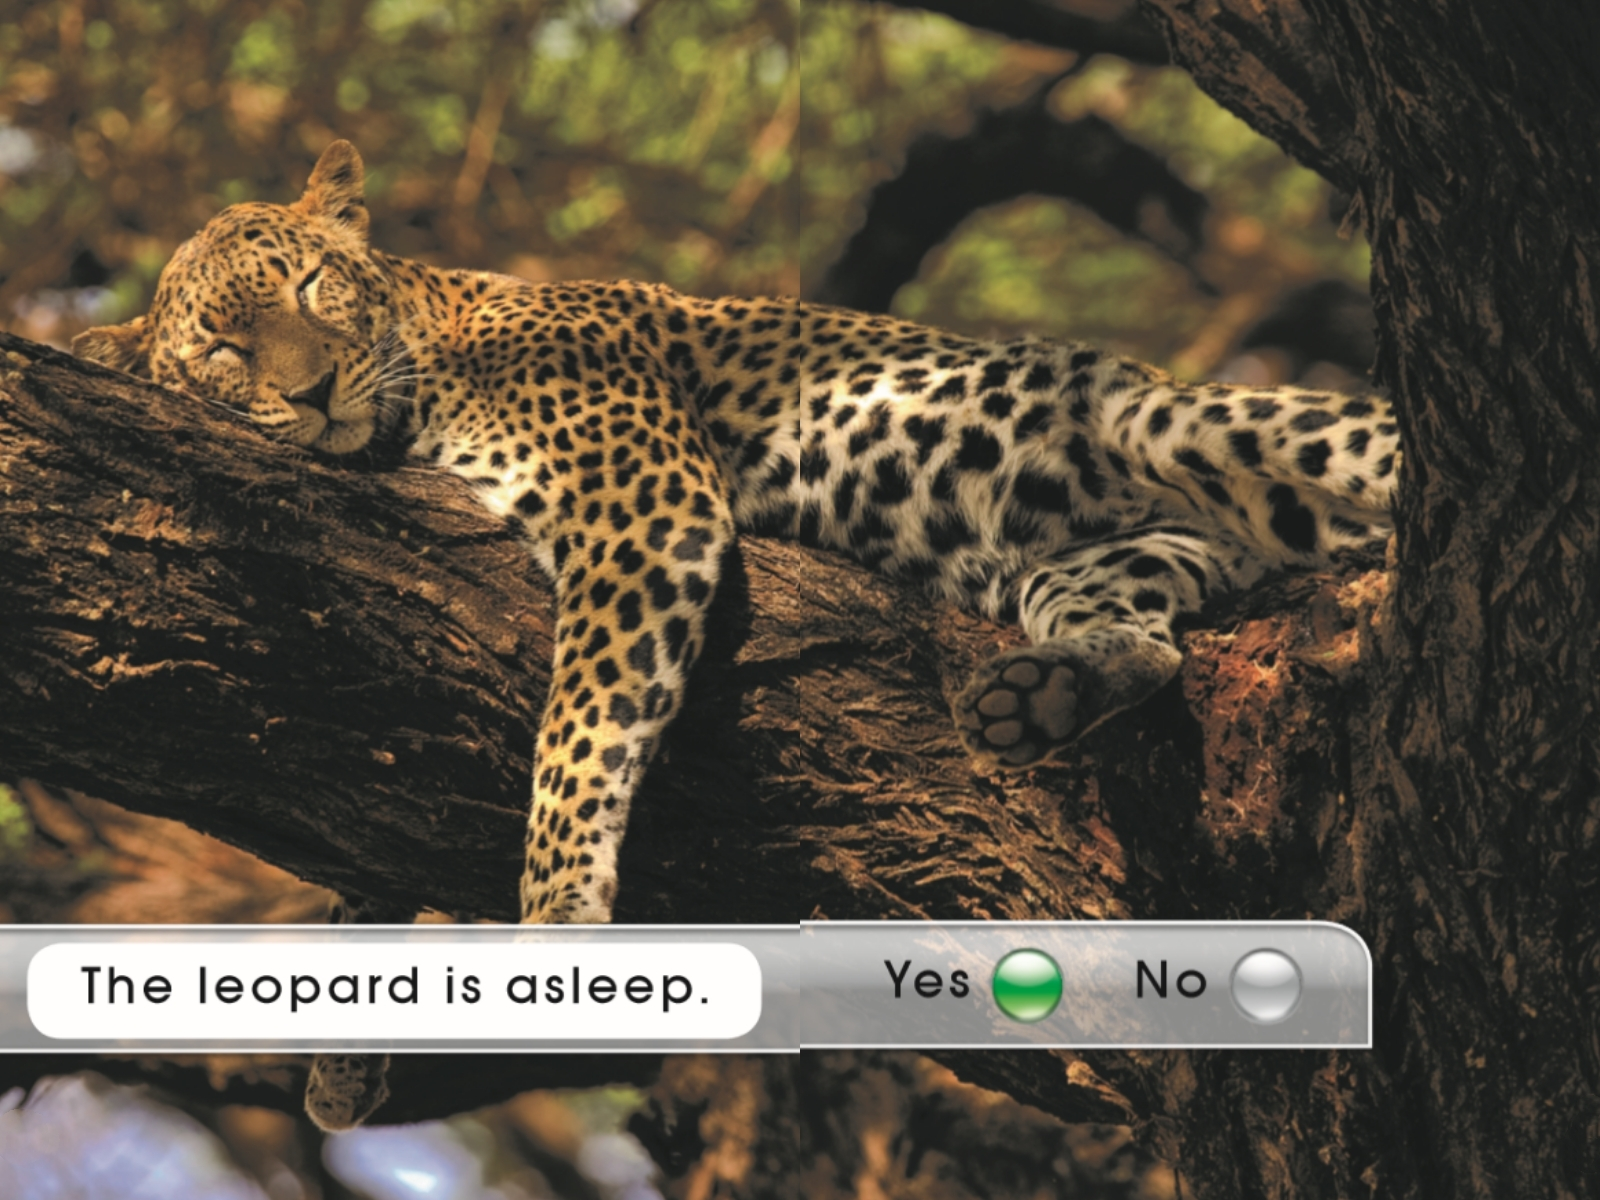 The leopard is asleep. Yes No